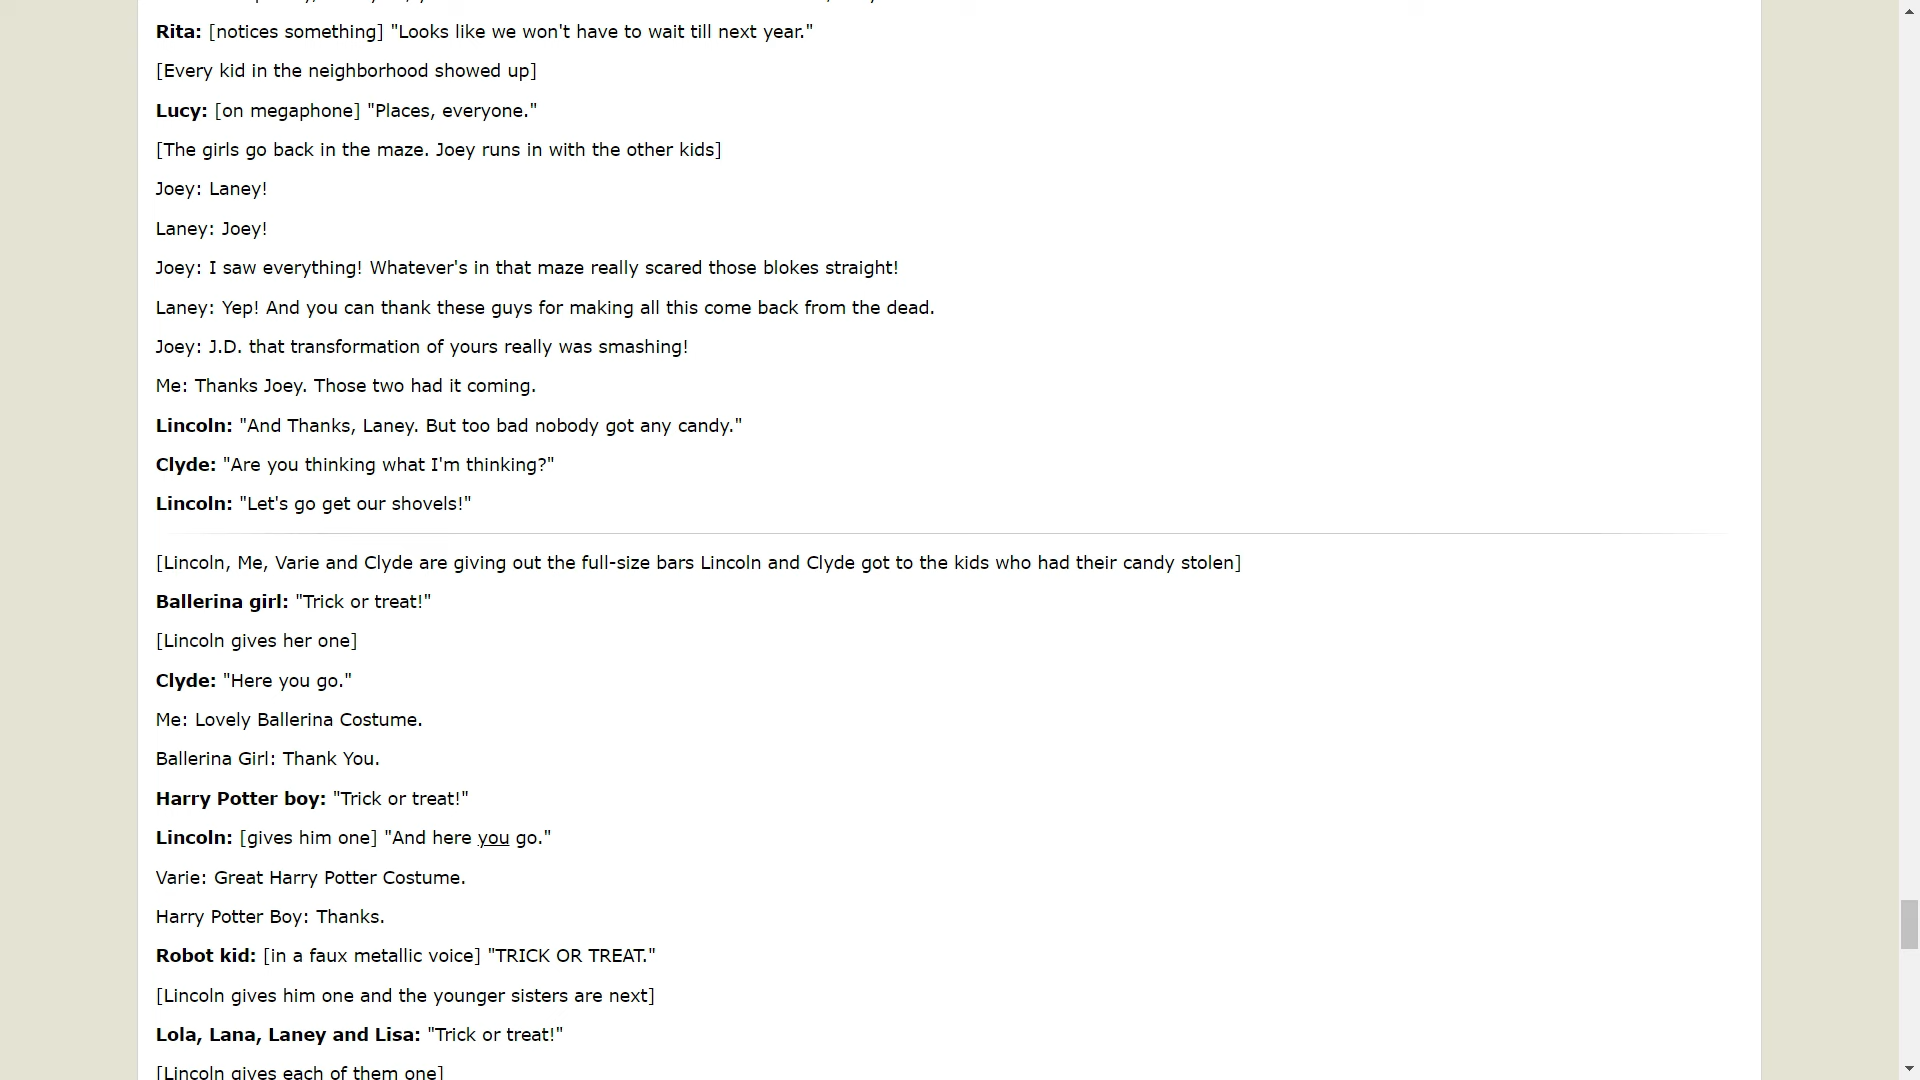 Rita: [notices something] "Looks like we won't have to wait till next year."
[Every kid in the neighborhood showed up]
Lucy: [on megaphone] "Places, everyone."
[The girls go back in the maze. Joey runs in with the other kids]
Joey: Laney!
Laney: Joey!
Joey: I saw everything! Whatever's in that maze really scared those blokes straight!
Laney: Yep! And you can thank these guys for making all this come back from the dead.
Joey: J.D. that transformation of yours really was smashing!
Me: Thanks Joey. Those two had it coming.
Lincoln: "And Thanks, Laney. But too bad nobody got any candy."
Clyde: "Are you thinking what I'm thinking?"
Lincoln: "Let's go get our shovels!"
[Lincoln, Me, Varie and Clyde are giving out the full-size bars Lincoln and Clyde got to the kids who had their candy stolen]
Ballerina girl: "Trick or treat!"
[Lincoln gives her one]
Clyde: "Here you go."
Me: Lovely Ballerina Costume.
Ballerina Girl: Thank You.
Harry Potter boy: "Trick or treat!"
Lincoln: [gives him one] "And here you go."
Varie: Great Harry Potter Costume.
Harry Potter Boy: Thanks.
Robot kid: [in a faux metallic voice] "TRICK OR TREAT."
[Lincoln gives him one and the younger sisters are next]
Lola, Lana, Laney and Lisa: "Trick or treat!"
[Lincoln gives each of them one]